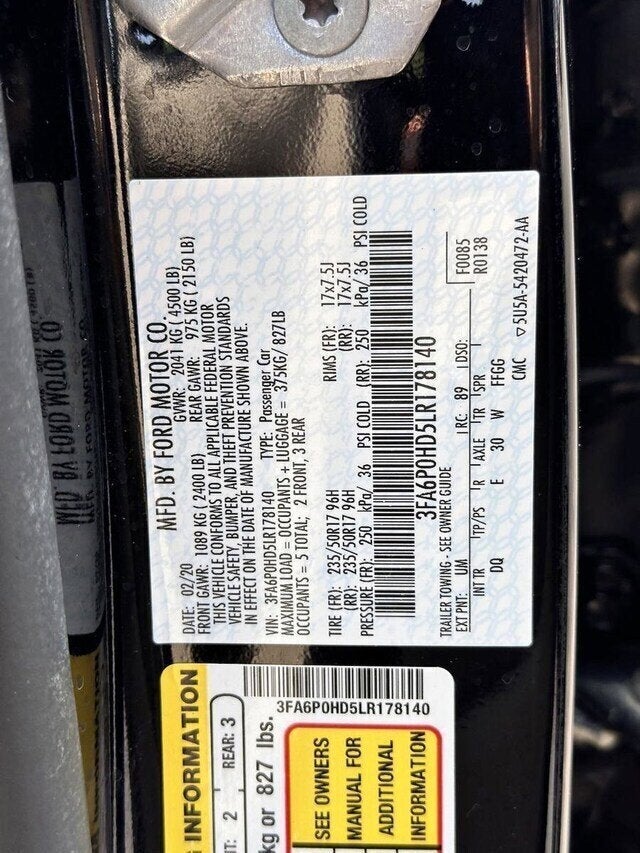 MFD. BY FORD MOTOR CO.
DATE: 02/20 GVWR: 2041 KG ( 4500 LB)
FRONT GAWR: 1089 KG ( 2400 LB) REAR GAWR: 975 KG ( 2150 LB)
THIS VEHICLE CONFORMS TO ALL APPLICABLE FEDERAL MOTOR
VEHICLE SAFETY, BUMPER, AND THEFT PREVENTION STANDARDS
IN EFFECT ON THE DATE OF MANUFACTURE SHOWN ABOVE.
VIN: 3FA6P0HD5LR178140 TYPE: Passenger Car
MAXIMUM LOAD = OCCUPANTS + LUGGAGE = 375KG/ 827LB
OCCUPANTS = 5 TOTAL; 2 FRONT, 3 REAR
TIRE (FR): 235/50R17 96H RIMS (FR): 17x7.5J
(RR): 235/50R17 96H (RR): 17x7.5J
PRESSURE (FR): 250 kPa/ 36 PSI COLD (RR): 250 kPa/ 36 PSI COLD
3FA6P0HD5LR178140
TRAILER TOWING - SEE OWNER GUIDE F0085
EXT PNT: UM RC: 89 DSO: R0138
INT TR TP/PS R AXLE TR SPR
DQ E 30 W FFGG
CMC 5U5A-5420472-AA
INFORMATION
2 REAR: 3
kg or 827 lbs.
3FA6P0HD5LR178140
SEE OWNERS
MANUAL FOR
ADDITIONAL
INFORMATION